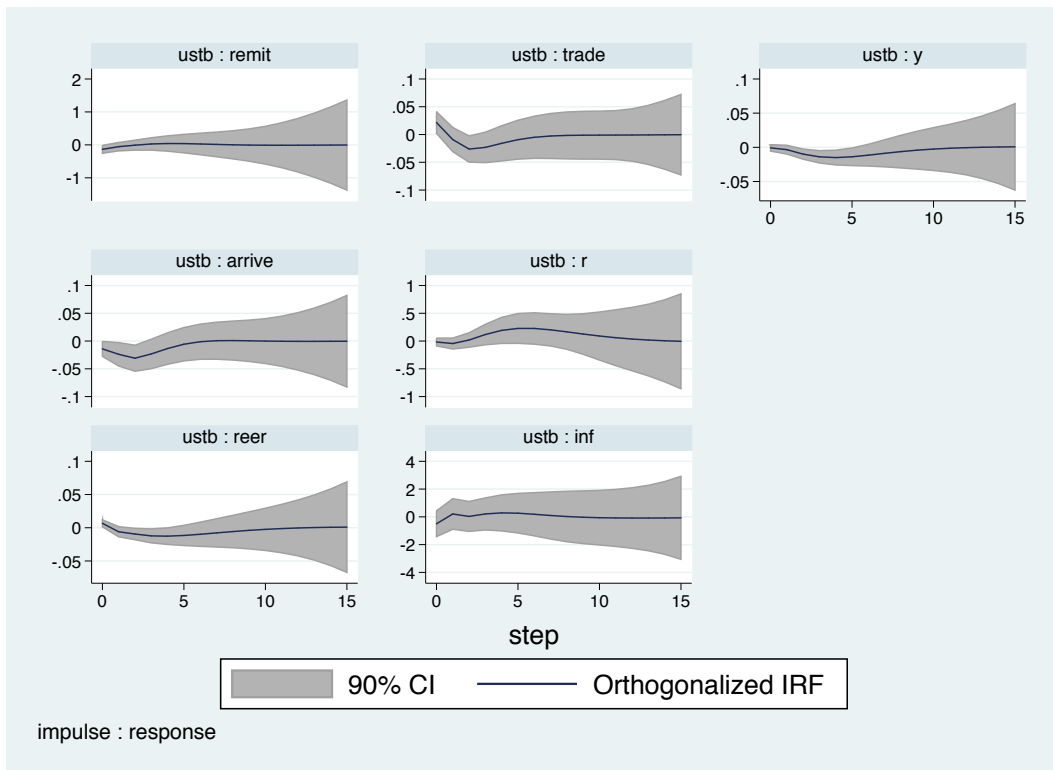 ustb : remit
2
1
0
-1
ustb : trade
.1
.05
0
-.05
-.1
ustb : y
.1
.05
0
-.05
0 5 10 15
ustb : arrive
.1
.05
0
-.05
-.1
ustb : r
1
.5
0
-.5
-1
ustb : reer
.1
.05
0
-.05
0 5 10 15
ustb : inf
4
2
0
-2
-4
0 5 10 15
step
90% CI Orthogonalized IRF
impulse : response